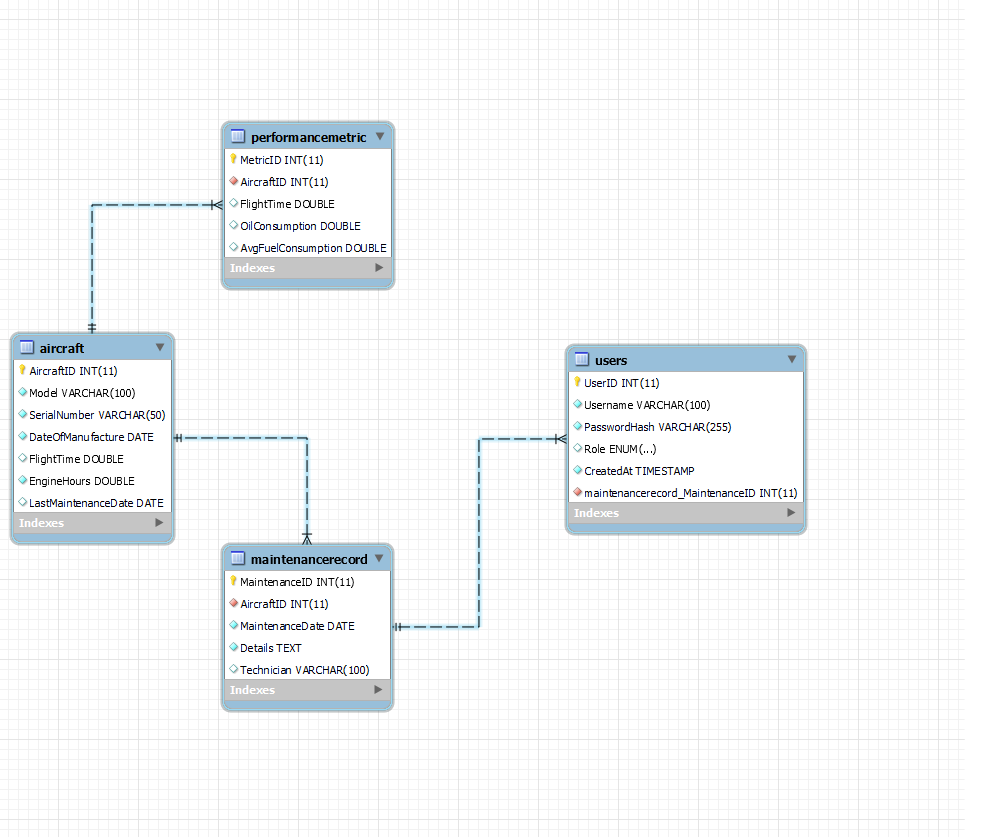 performancemetric
MetricID INT(11)
AircraftID INT(11)
FlightTime DOUBLE
OilConsumption DOUBLE
AvgFuelConsumption DOUBLE
Indexes
aircraft
AircraftID INT(11)
Model VARCHAR(100)
SerialNumber VARCHAR(50)
DateOfManufacture DATE
FlightTime DOUBLE
EngineHours DOUBLE
LastMaintenanceDate DATE
Indexes
users
UserID INT(11)
Username VARCHAR(100)
PasswordHash VARCHAR(255)
Role ENUM(...)
CreatedAt TIMESTAMP
maintenancerecord_MaintenanceID INT(11)
Indexes
maintenancerecord
MaintenanceID INT(11)
AircraftID INT(11)
MaintenanceDate DATE
Details TEXT
Technician VARCHAR(100)
Indexes